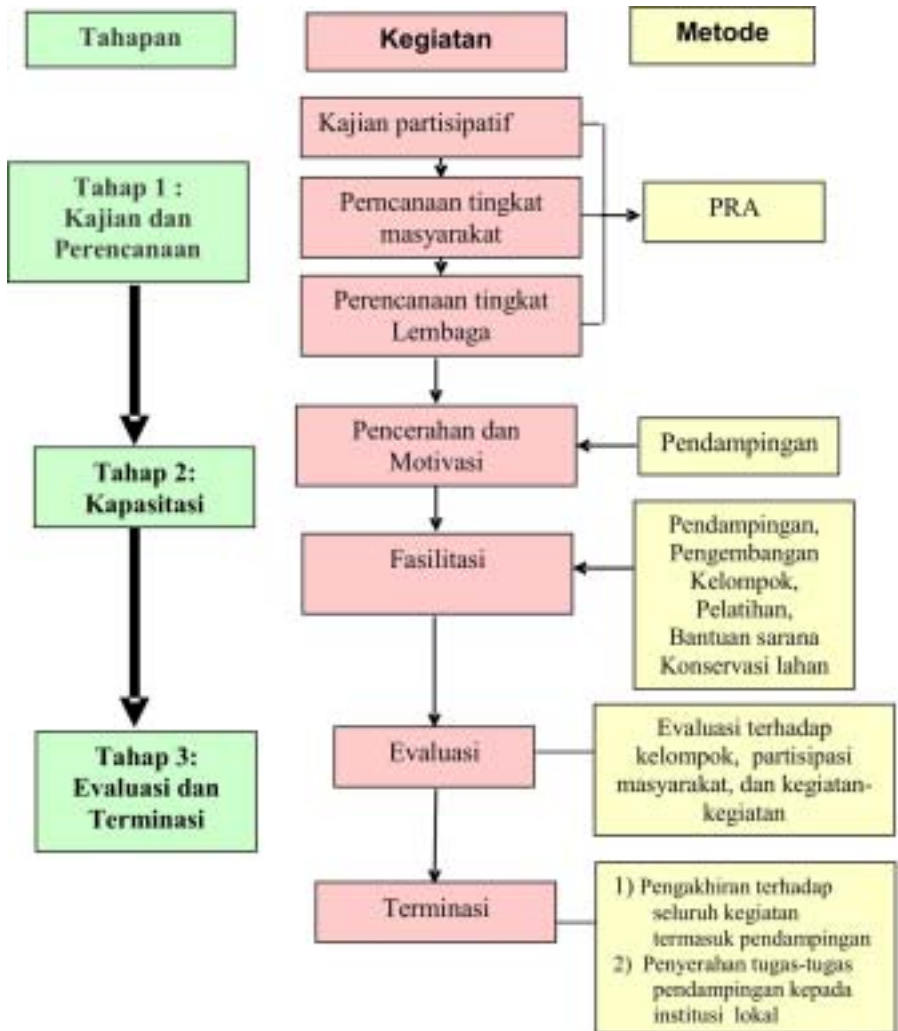 Tahapan
Kegiatan
Metode
Tahap 1 :
Kajian dan
Perencanaan
Kajian partisipatif
Perncanaan tingkat
masyarakat
Perencanaan tingkat
Lembaga
PRA
Tahap 2:
Kapasitasi
Pencerahan dan
Motivasi
Pendampingan
Fasilitasi
Pendampingan,
Pengembangan
Kelompok,
Pelatihan,
Bantuan sarana
Konservasi lahan
Tahap 3:
Evaluasi dan
Terminasi
Evaluasi
Evaluasi terhadap
kelompok, partisipasi
masyarakat, dan kegiatan-
kegiatan
Terminasi
1) Pengakhiran terhadap
seluruh kegiatan
termasuk pendampingan
2) Penyerahan tugas-tugas
pendampingan kepada
institusi lokal